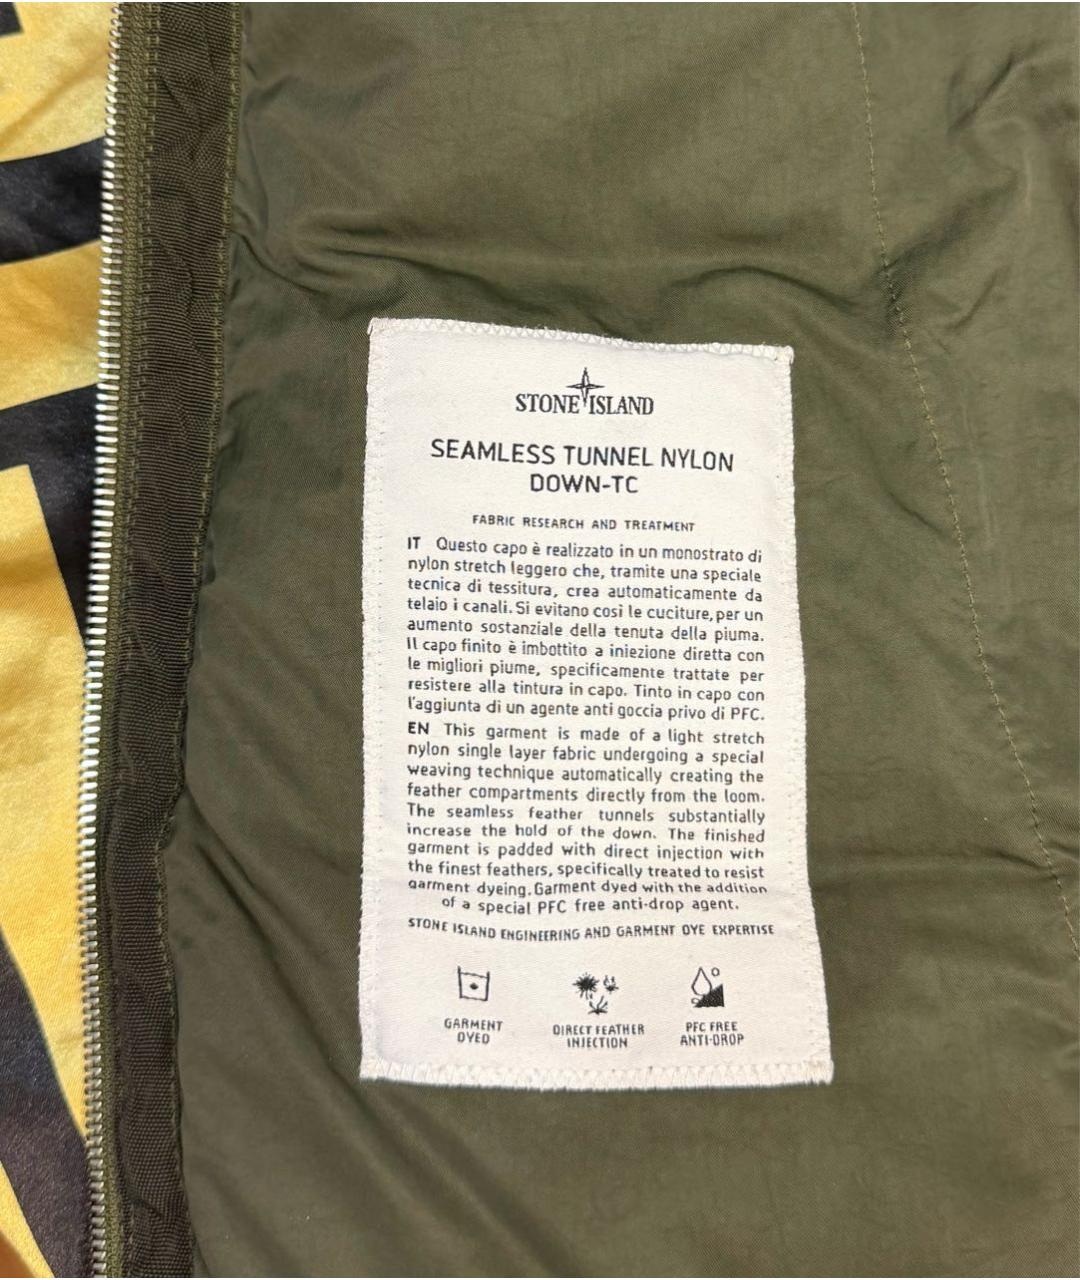 STONE ISLAND
SEAMLESS TUNNEL NYLON
DOWN-TC
FABRIC RESEARCH AND TREATMENT
IT Questo capo è realizzato in un monostrato di
nylon stretch leggero che, tramite una speciale
tecnica di tessitura, crea automaticamente da
telaio i canali. Si evitano così le cuciture, per un
aumento sostanziale della tenuta della piuma.
Il capo finito è imbottito a iniezione diretta con
le migliori piume, specificamente trattate per
resistere alla tintura in capo. Tinto in capo con
l'aggiunta di un agente anti goccia privo di PFC.
EN This garment is made of a light stretch
nylon single layer fabric undergoing a special
weaving technique automatically creating the
feather compartments directly from the loom.
The seamless feather tunnels substantially
increase the hold of the down. The finished
garment is padded with direct injection with
the finest feathers, specifically treated to resist
garment dyeing. Garment dyed with the addition
of a special PFC free anti-drop agent.
STONE ISLAND ENGINEERING AND GARMENT DYE EXPERTISE
GARMENT
DYED
DIRECT FEATHER
INJECTION
PFC FREE
ANTI-DROP